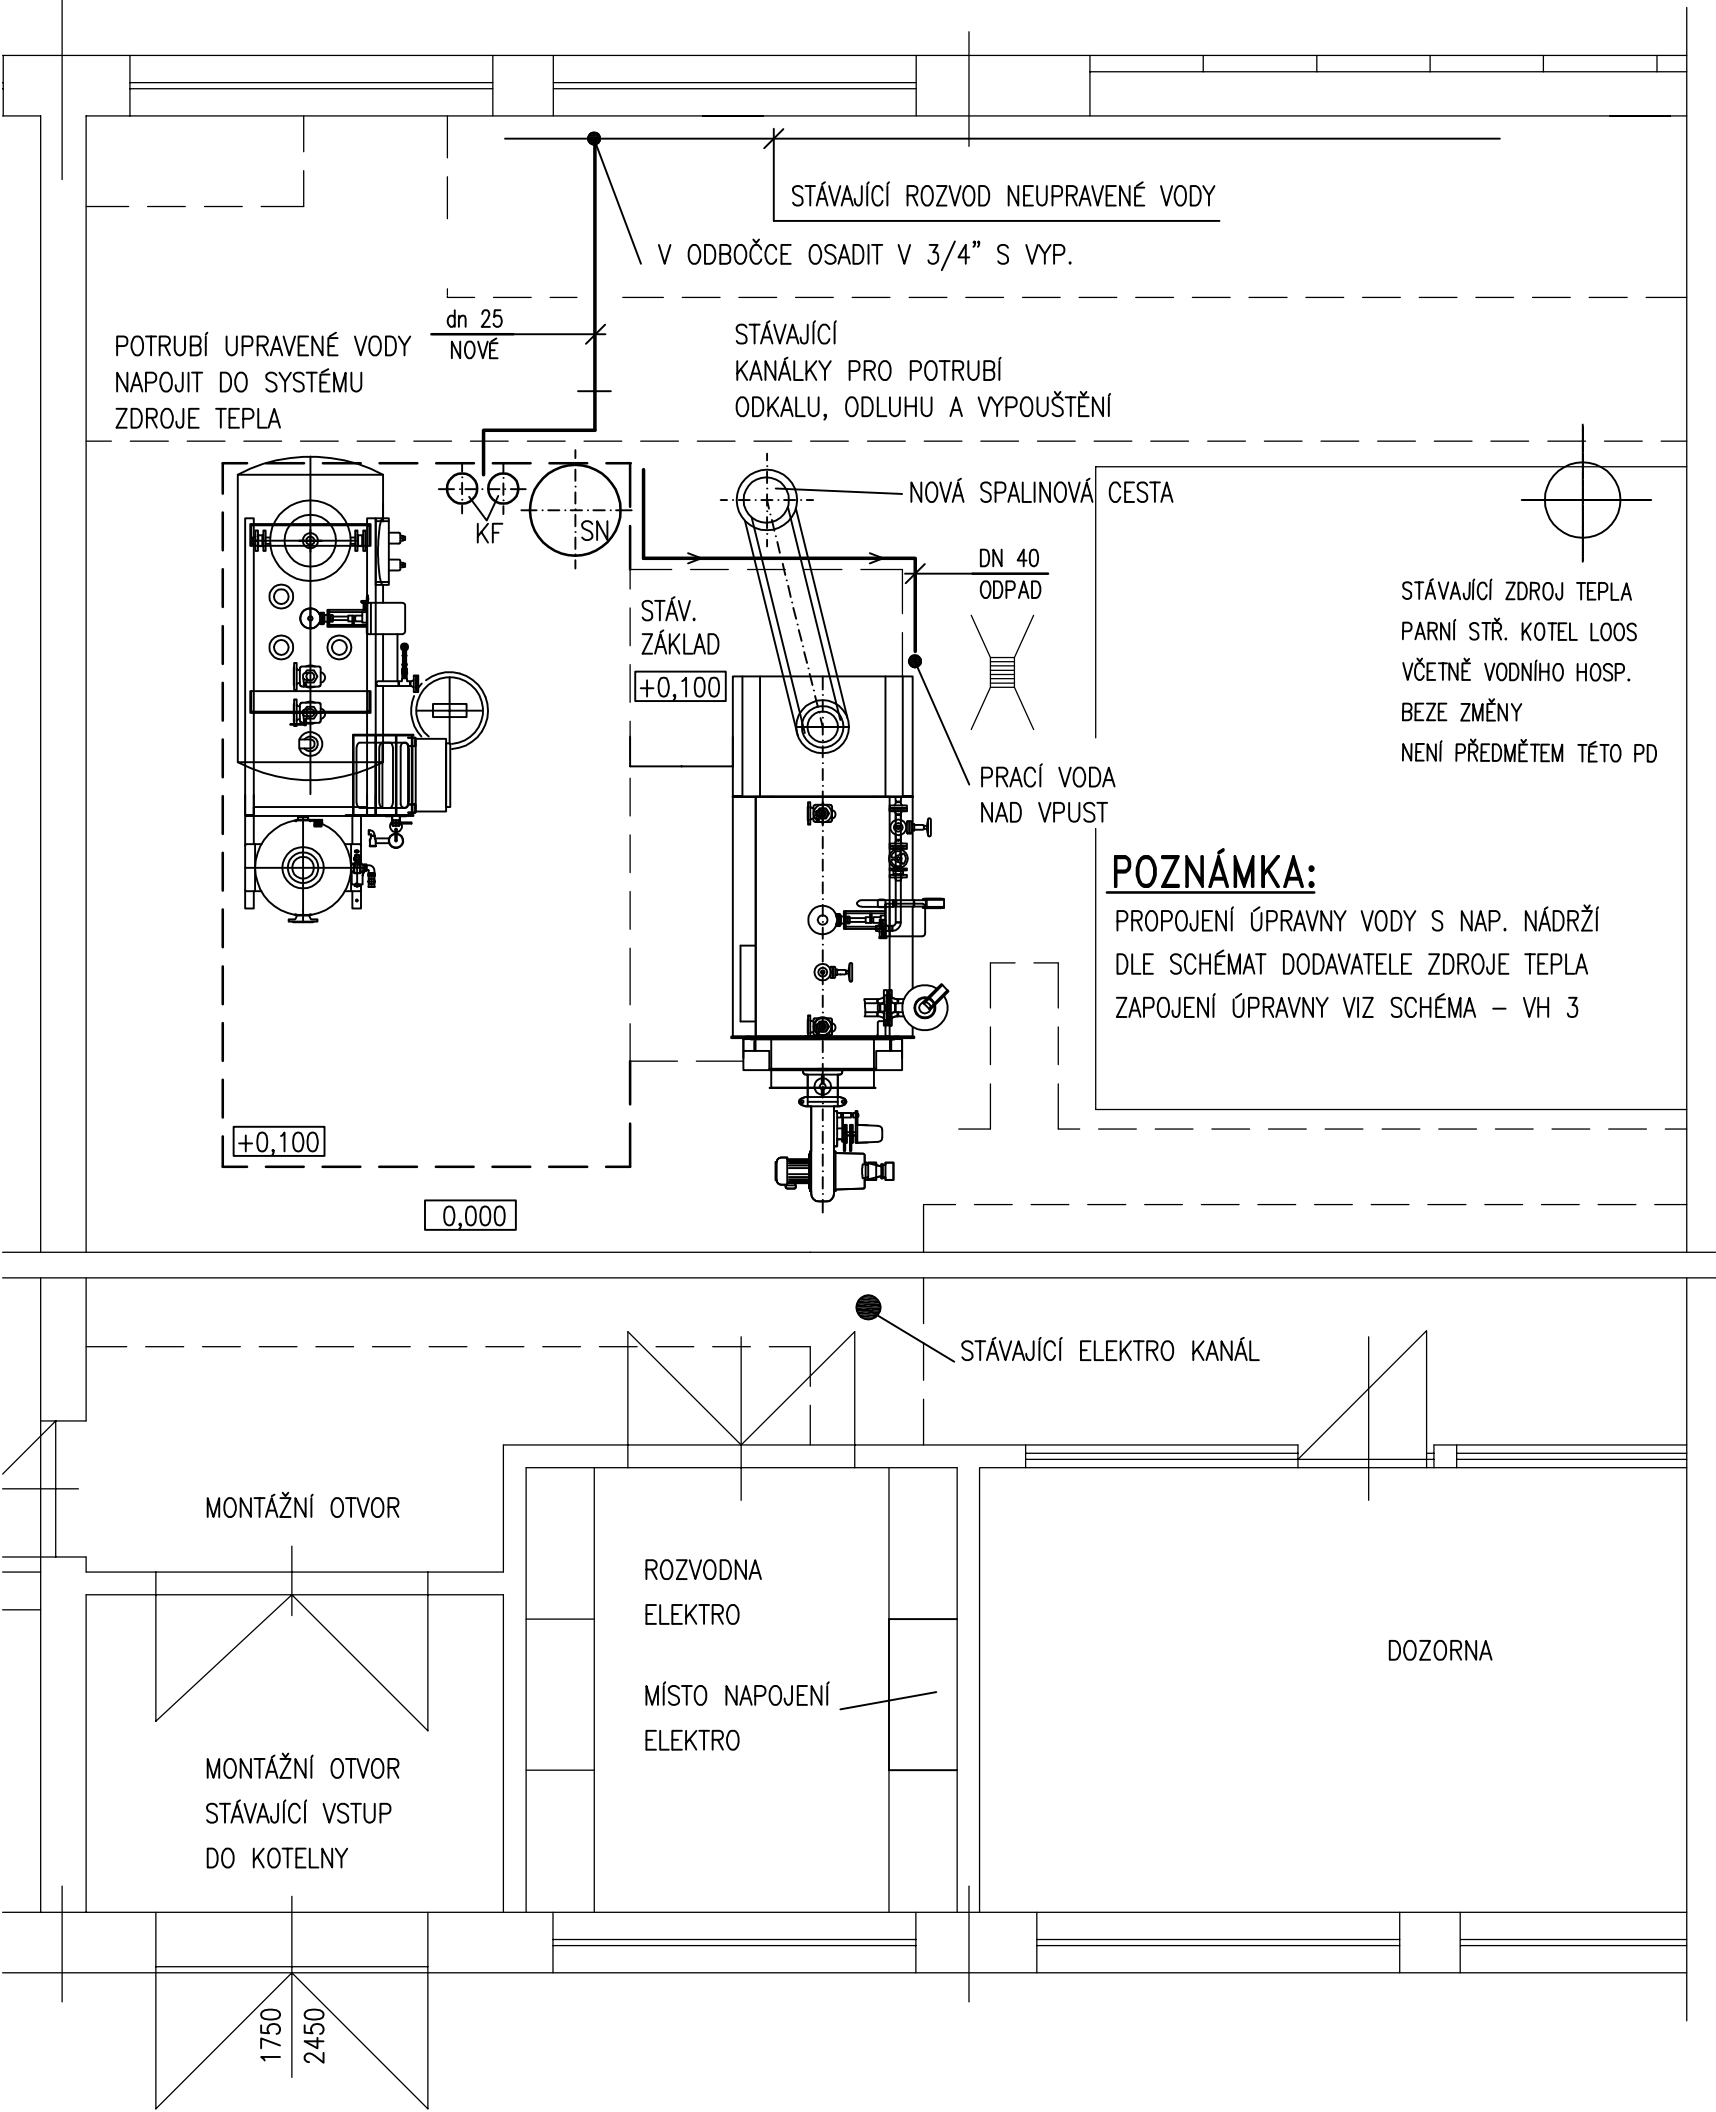 STÁVAJÍCÍ ROZVOD NEUPRAVENÉ VODY
V ODBOČCE OSADIT V 3/4" S VYP.
dn 25
NOVÉ
POTRUBÍ UPRAVENÉ VODY
NAPOJIT DO SYSTÉMU
ZDROJE TEPLA
STÁVAJÍCÍ
KANÁLKY PRO POTRUBÍ
ODKALU, ODLUHU A VYPOUŠTĚNÍ
NOVÁ SPALINOVÁ CESTA
KF
SN
DN 40
ODPAD
STÁV.
ZÁKLAD
+0,100
STÁVAJÍCÍ ZDROJ TEPLA
PARNÍ STŘ. KOTEL LOOS
VČETNĚ VODNÍHO HOSP.
BEZE ZMĚNY
NENÍ PŘEDMĚTEM TÉTO PD
PRACÍ VODA
NAD VPUST
POZNÁMKA:
PROPOJENÍ ÚPRAVNY VODY S NAP. NÁDRŽÍ
DLE SCHÉMAT DODAVATELE ZDROJE TEPLA
ZAPOJENÍ ÚPRAVNY VIZ SCHÉMA – VH 3
+0,100
0,000
STÁVAJÍCÍ ELEKTRO KANÁL
MONTÁŽNÍ OTVOR
ROZVODNA
ELEKTRO
MÍSTO NAPOJENÍ
ELEKTRO
DOZORNA
MONTÁŽNÍ OTVOR
STÁVAJÍCÍ VSTUP
DO KOTELNY
1750
2450